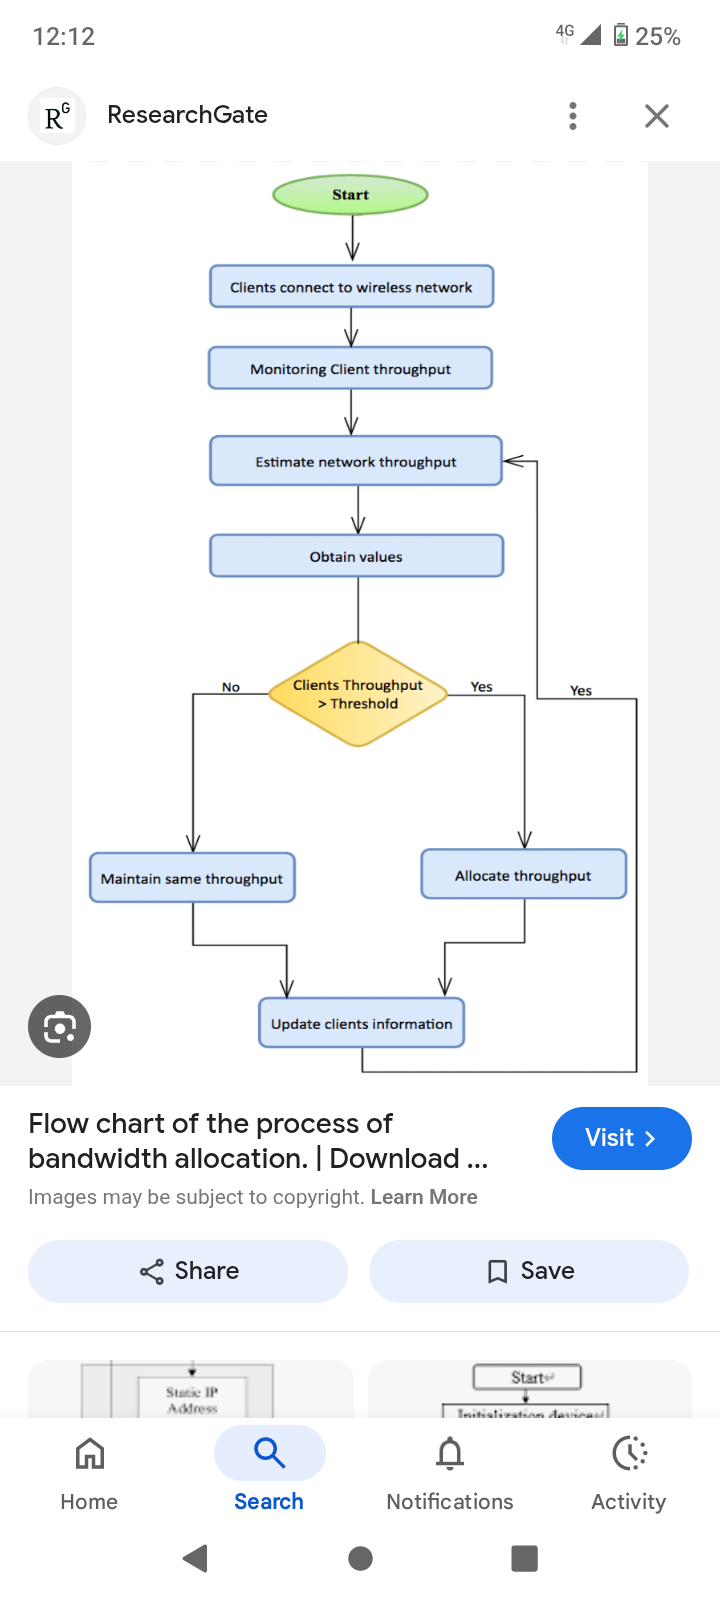 12:12
4G
25%
RG
ResearchGate
Start
Clients connect to wireless network
Monitoring Client throughput
Estimate network throughput
Obtain values
Clients Throughput
> Threshold
No
Yes
Yes
Maintain same throughput
Allocate throughput
Update clients information
Flow chart of the process of
bandwidth allocation. | Download ...
Visit
Images may be subject to copyright. Learn More
Share
Save
Static IP
Address
Start
Initialization device
Home
Search
Notifications
Activity